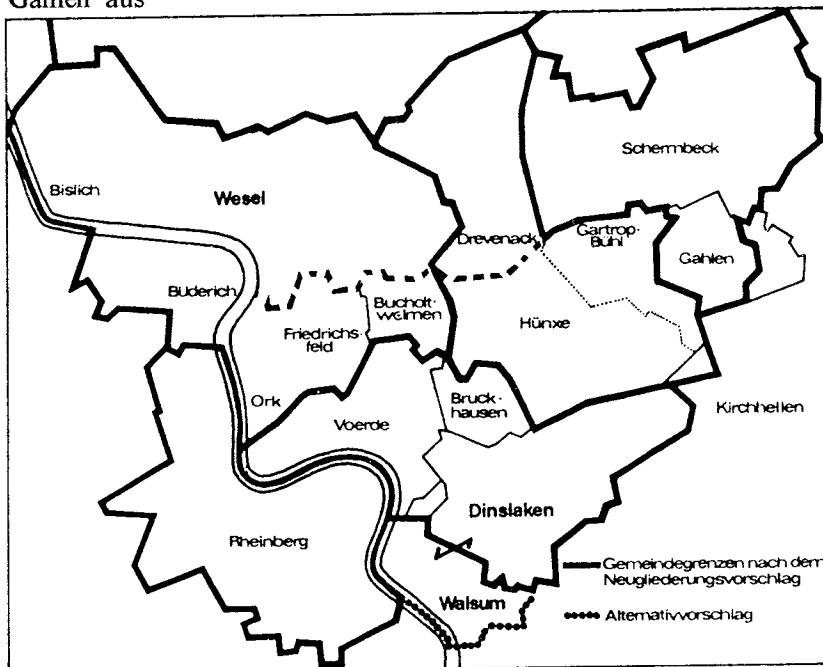 Gahlen aus
Schermbeck
Bislich
Wesel
Drevenack
Gartrop-
Bühl
Gahlen
Büderich
Bucholt-
welmen
Friedrichs-
feld
Hünxe
Ork
Voerde
Bruck-
hausen
Kirchhellen
Dinslaken
Rheinberg
Gemeindegrenzen nach dem
Neugliederungsvorschlag
Walsum
Alternativvorschlag